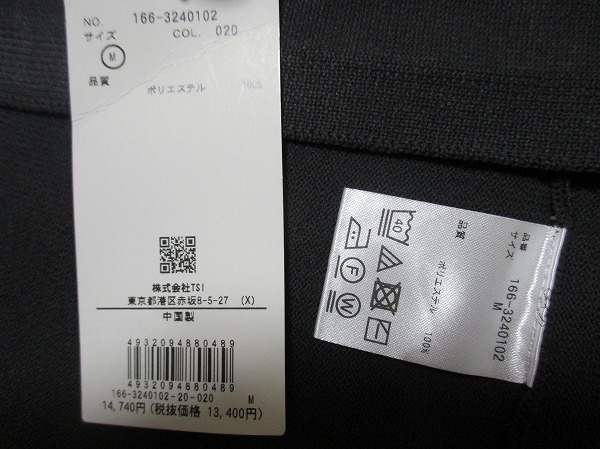 NO. 166-3240102
サイズ COL. 020
M
品質
ポリエステル 100%
株式会社TSI
東京都港区赤坂8-5-27 (X)
中国製
4932094880489
4932094880489
166-3240102-20-020 M
14,740円(税抜価格 13,400円)
品番 166-3240102
サイズ M
品質
ポリエステル 100%
40
F
W